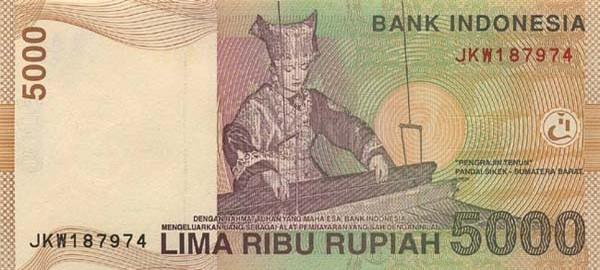 5000
BANK INDONESIA
JKW187974
"PENGRAJIN TENUN"
PANDAI SIKEK - SUMATERA BARAT
DENGAN RAHMAT TUHAN YANG MAHA ESA, BANK INDONESIA
MENGELUARKAN UANG SEBAGAI ALAT PEMBAYARAN YANG SAH DENGAN NILAI
JKW187974
LIMA RIBU RUPIAH
5000